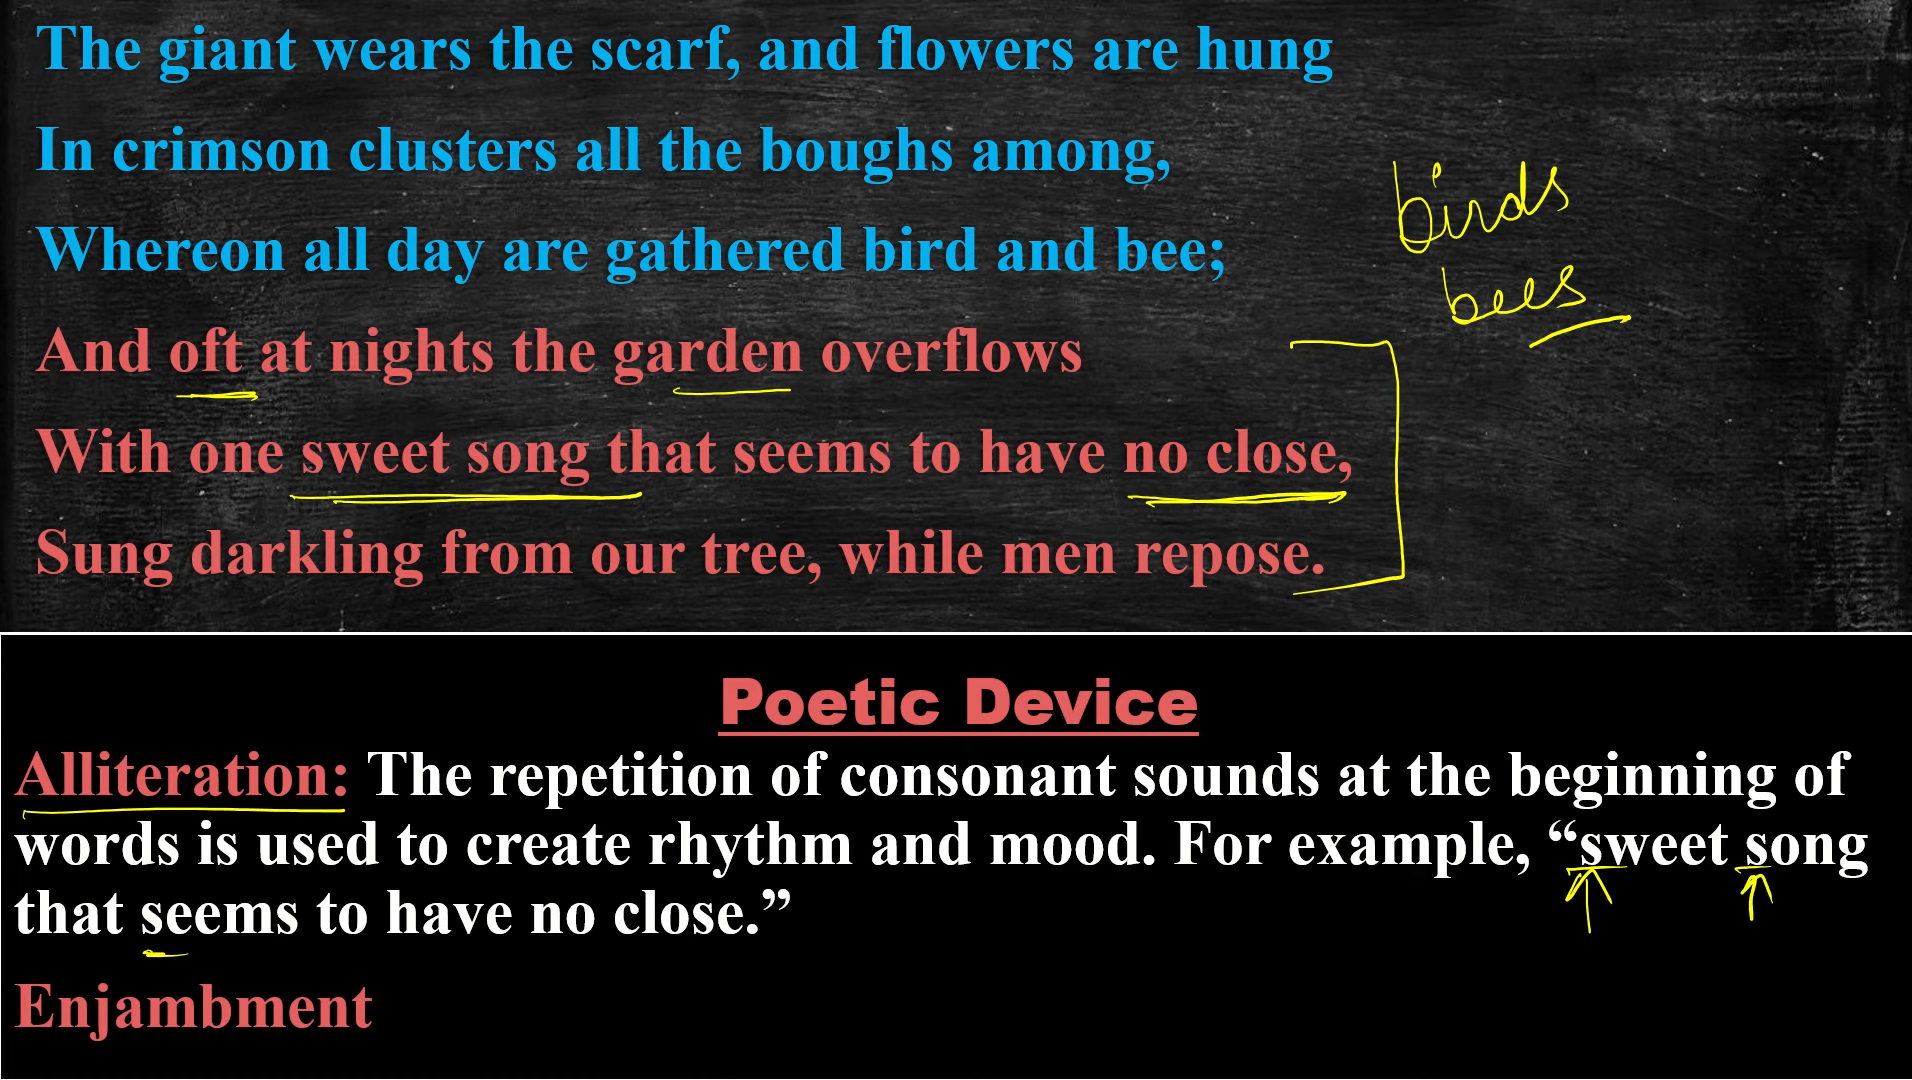 The giant wears the scarf, and flowers are hung
In crimson clusters all the boughs among,
Whereon all day are gathered bird and bee;
And oft at nights the garden overflows
With one sweet song that seems to have no close,
Sung darkling from our tree, while men repose.
birds
bees
Poetic Device
Alliteration: The repetition of consonant sounds at the beginning of
words is used to create rhythm and mood. For example, “sweet song
that seems to have no close.”
Enjambment